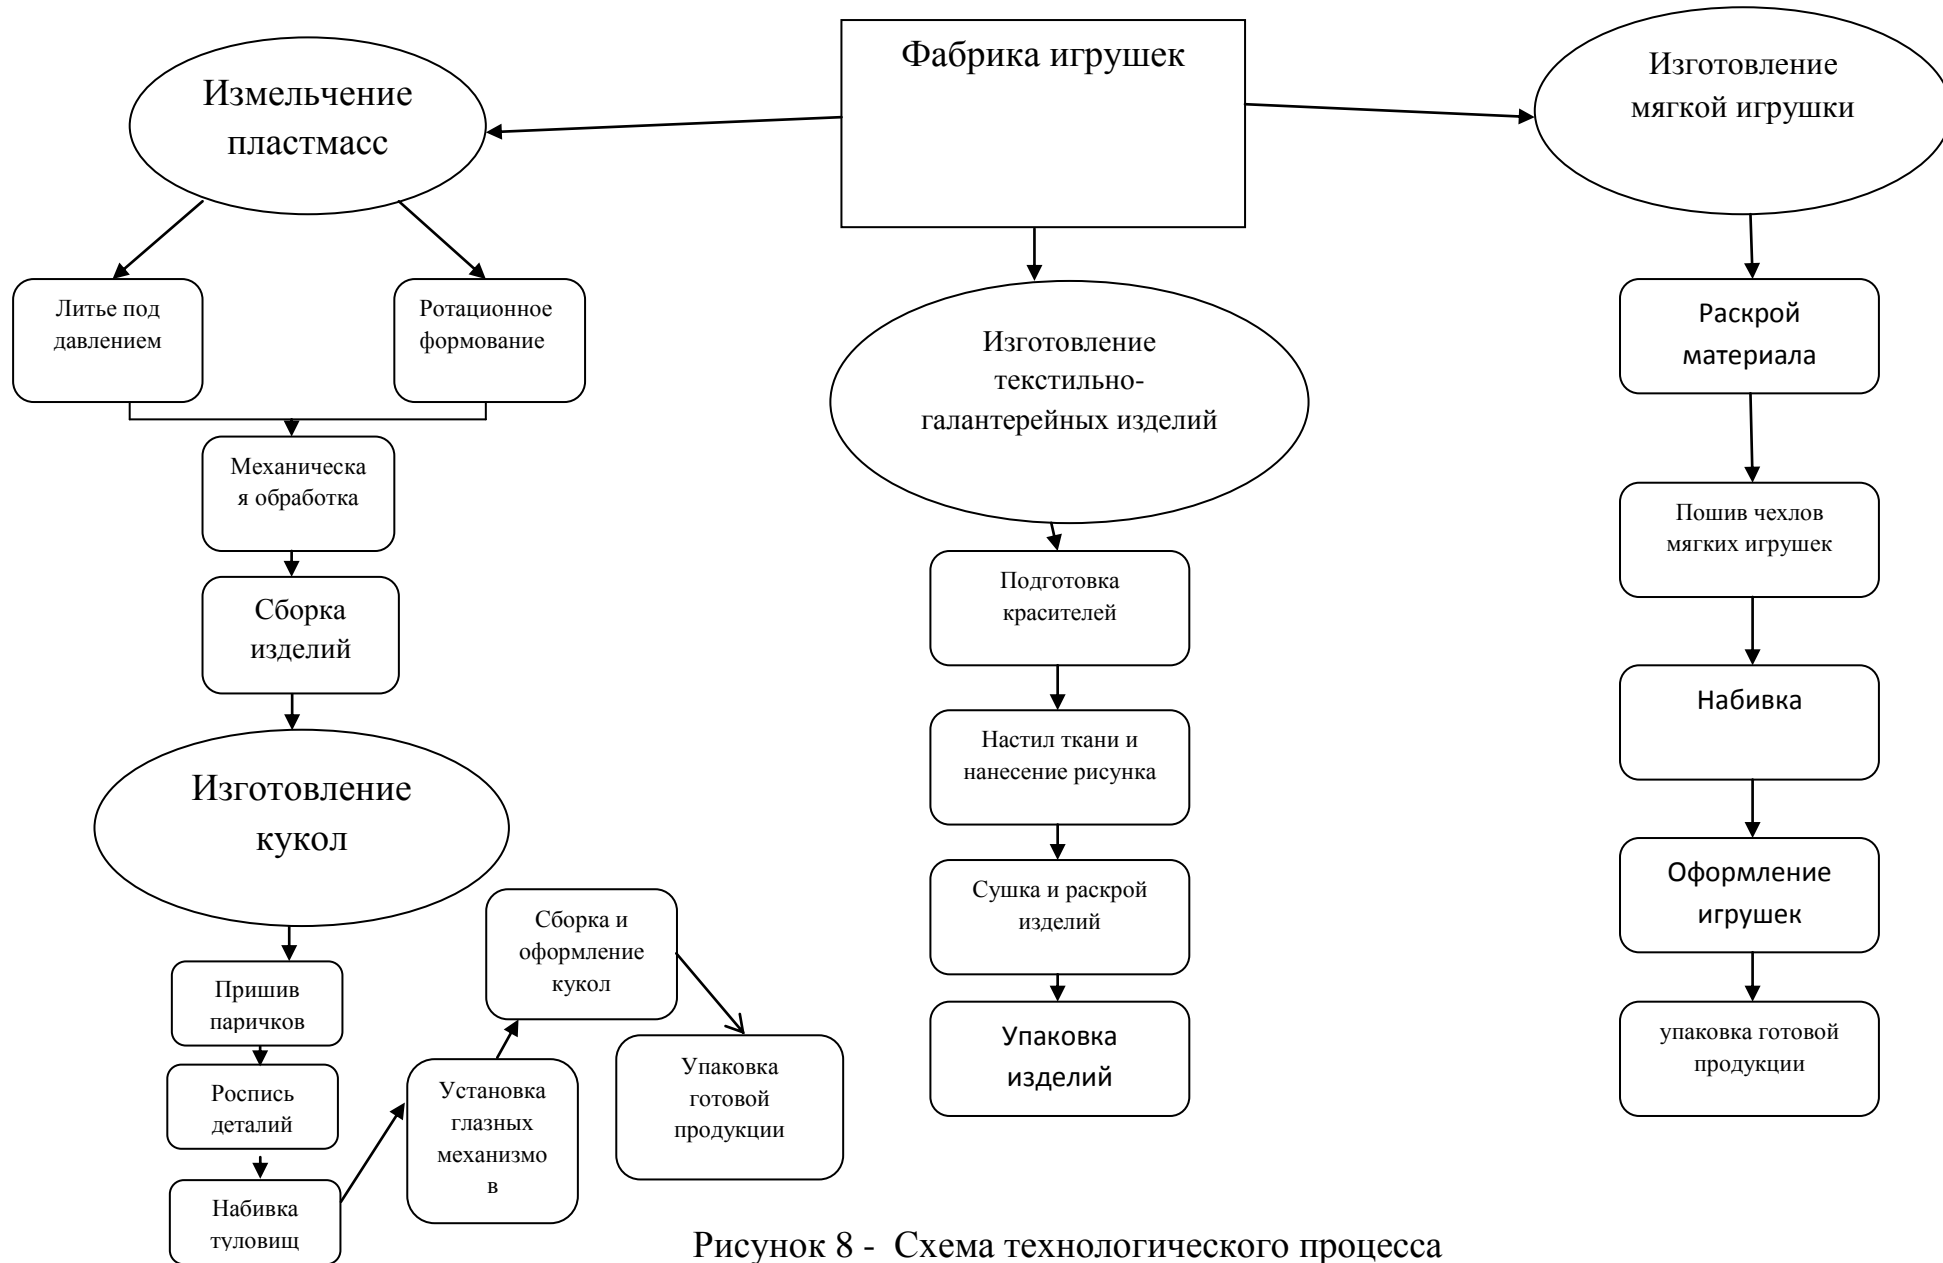 Фабрика игрушек
Измельчение
пластмасс
Изготовление
мягкой игрушки
Литье под
давлением
Ротационное
формование
Механическа
я обработка
Сборка
изделий
Изготовление
кукол
Пришив
паричков
Роспись
деталий
Набивка
туловищ
Установка
глазных
механизмо
в
Сборка и
оформление
кукол
Упаковка
готовой
продукции
Изготовление
текстильно-
галантерейных изделий
Подготовка
красителей
Настил ткани и
нанесение рисунка
Сушка и раскрой
изделий
Упаковка
изделий
Раскрой
материала
Пошив чехлов
мягких игрушек
Набивка
Оформление
игрушек
упаковка готовой
продукции
Рисунок 8 - Схема технологического процесса